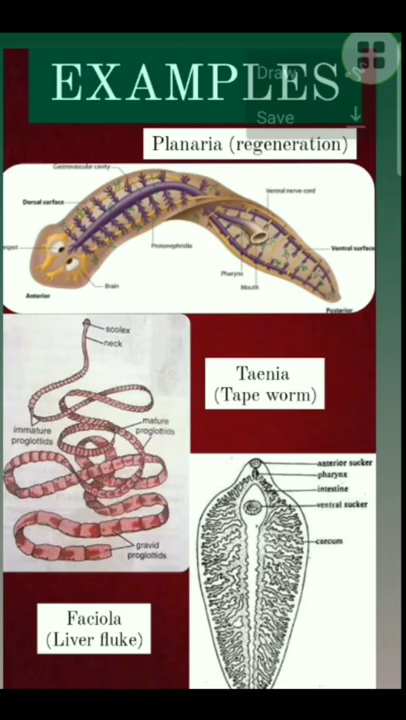 EXAMPLES
Draw
Save
Planaria (regeneration)
Gastrovascular cavity
Dorsal surface
Ventral nerve cord
Protonephridia
Ventral surface
Pharynx
Mouth
Brain
Anterior
Posterior
scolex
neck
immature
proglottids
mature
proglottids
gravid
proglottids
Taenia
(Tape worm)
anterior sucker
pharynx
intestine
ventral sucker
caecum
Faciola
(Liver fluke)